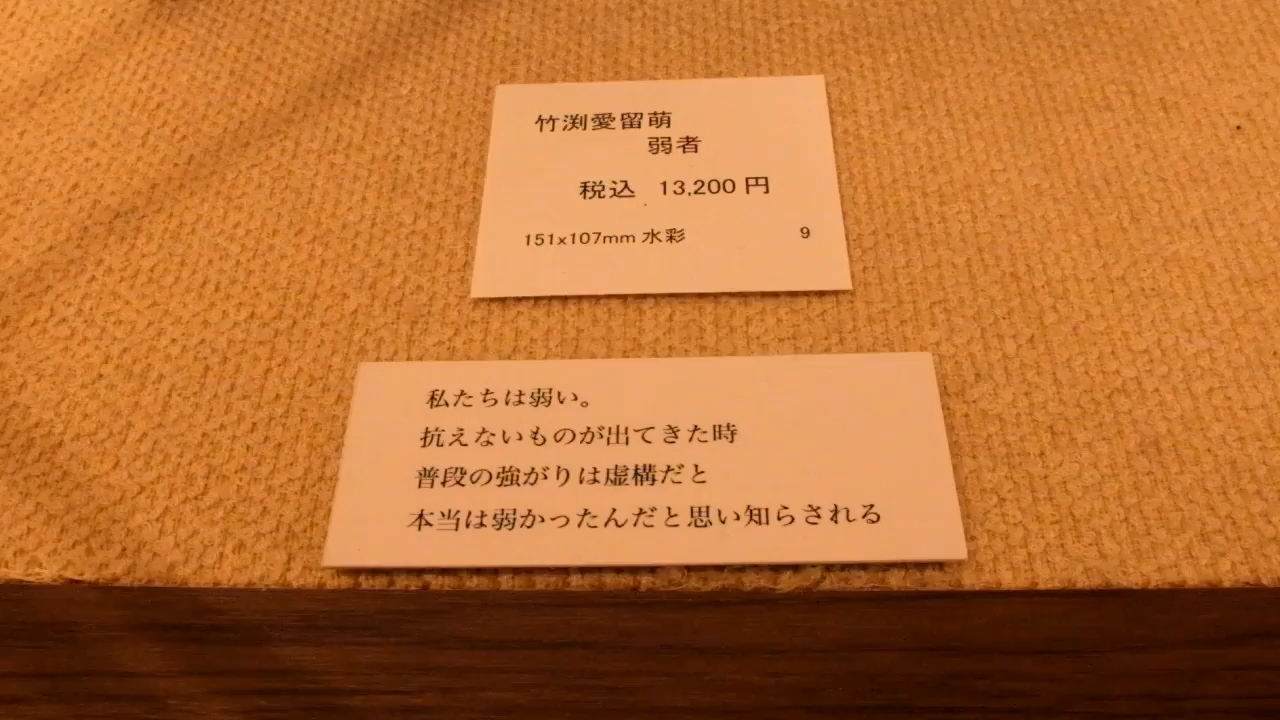 竹渕愛留萌
弱者
税込 13,200 円
151x107mm 水彩 9
私たちは弱い。
抗えないものが出てきた時
普段の強がりは虚構だと
本当は弱かったんだと思い知らされる